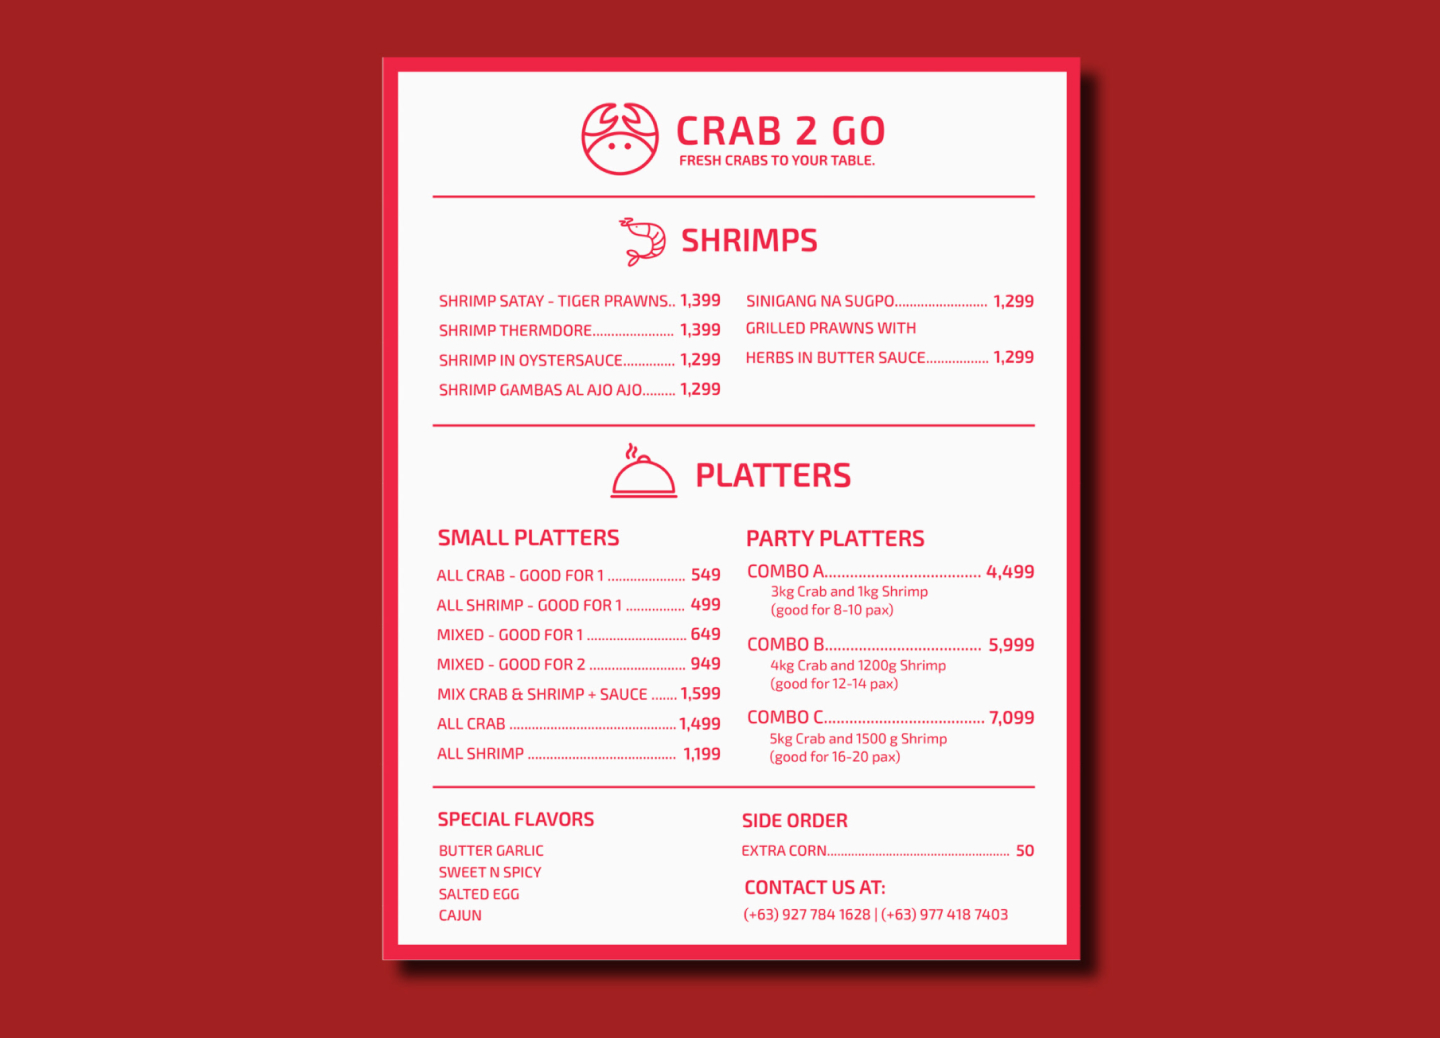 CRAB 2 GO
FRESH CRABS TO YOUR TABLE.
SHRIMPS
SHRIMP SATAY - TIGER PRAWNS.. 1,399
SHRIMP THERMDORE...................... 1,399
SHRIMP IN OYSTERSAUCE.............. 1,299
SHRIMP GAMBAS AL AJO AJO......... 1,299
SINIGANG NA SUGPO......................... 1,299
GRILLED PRAWNS WITH
HERBS IN BUTTER SAUCE................. 1,299
PLATTERS
SMALL PLATTERS
ALL CRAB - GOOD FOR 1 ..................... 549
ALL SHRIMP - GOOD FOR 1 ................ 499
MIXED - GOOD FOR 1 ........................... 649
MIXED - GOOD FOR 2 .......................... 949
MIX CRAB & SHRIMP + SAUCE ....... 1,599
ALL CRAB ............................................. 1,499
ALL SHRIMP ........................................ 1,199
PARTY PLATTERS
COMBO A................................. 4,499
3kg Crab and 1kg Shrimp
(good for 8-10 pax)
COMBO B................................. 5,999
4kg Crab and 1200g Shrimp
(good for 12-14 pax)
COMBO C.................................. 7,099
5kg Crab and 1500 g Shrimp
(good for 16-20 pax)
SPECIAL FLAVORS
BUTTER GARLIC
SWEET N SPICY
SALTED EGG
CAJUN
SIDE ORDER
EXTRA CORN...................................................... 50
CONTACT US AT:
(+63) 927 784 1628 | (+63) 977 418 7403